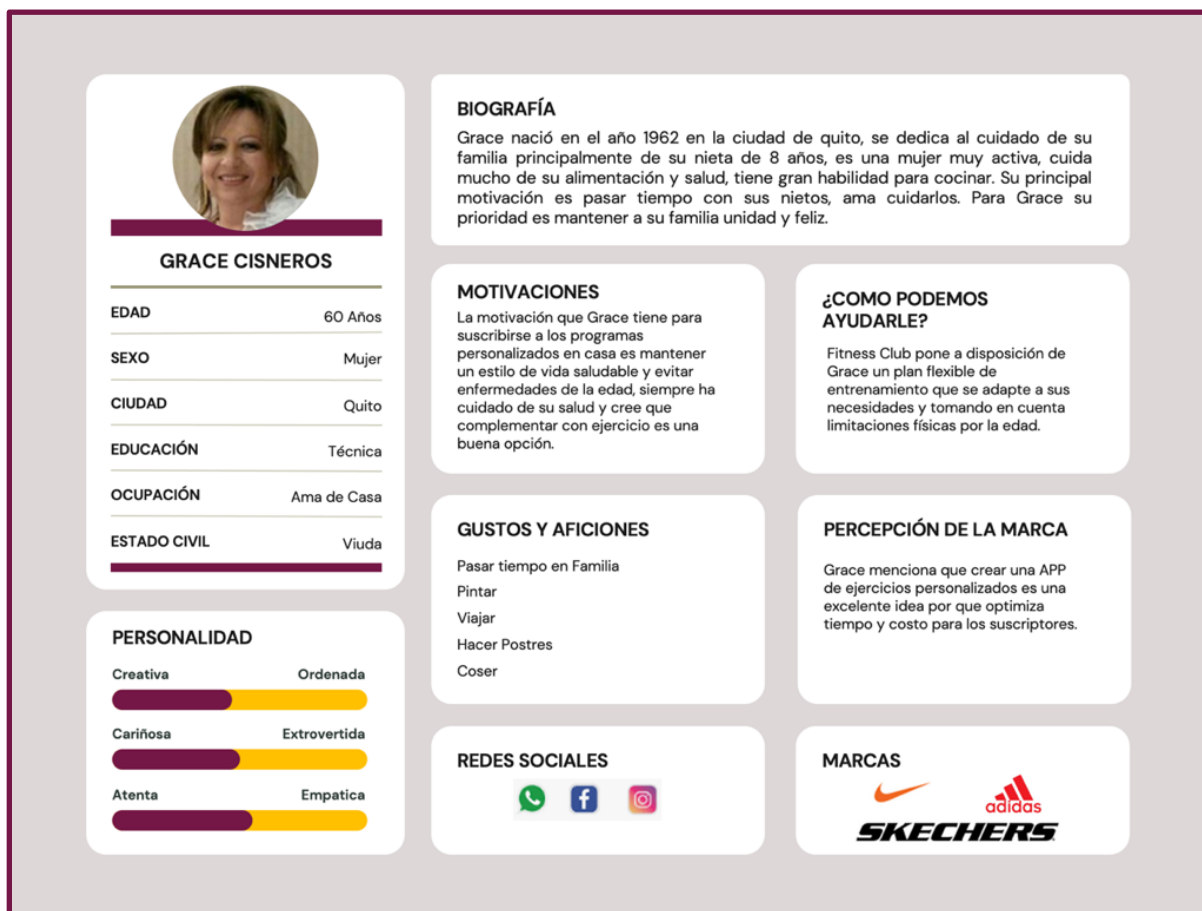 GRACE CISNEROS
EDAD 60 Años
SEXO Mujer
CIUDAD Quito
EDUCACIÓN Técnica
OCUPACIÓN Ama de Casa
ESTADO CIVIL Viuda
PERSONALIDAD
Creativa Ordenada
Cariñosa Extrovertida
Atenta Empatica
BIOGRAFÍA
Grace nació en el año 1962 en la ciudad de quito, se dedica al cuidado de su
familia principalmente de su nieta de 8 años, es una mujer muy activa, cuida
mucho de su alimentación y salud, tiene gran habilidad para cocinar. Su principal
motivación es pasar tiempo con sus nietos, ama cuidarlos. Para Grace su
prioridad es mantener a su familia unidad y feliz.
MOTIVACIONES
La motivación que Grace tiene para
suscribirse a los programas
personalizados en casa es mantener
un estilo de vida saludable y evitar
enfermedades de la edad, siempre ha
cuidado de su salud y cree que
complementar con ejercicio es una
buena opción.
¿COMO PODEMOS
AYUDARLE?
Fitness Club pone a disposición de
Grace un plan flexible de
entrenamiento que se adapte a sus
necesidades y tomando en cuenta
limitaciones físicas por la edad.
GUSTOS Y AFICIONES
Pasar tiempo en Familia
Pintar
Viajar
Hacer Postres
Coser
PERCEPCIÓN DE LA MARCA
Grace menciona que crear una APP
de ejercicios personalizados es una
excelente idea por que optimiza
tiempo y costo para los suscriptores.
REDES SOCIALES
MARCAS
adidas
SKECHERS